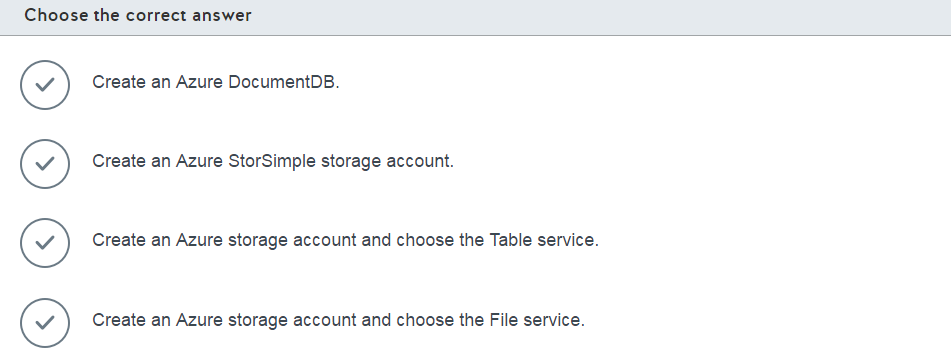 Choose the correct answer
Create an Azure DocumentDB.
Create an Azure StorSimple storage account.
Create an Azure storage account and choose the Table service.
Create an Azure storage account and choose the File service.